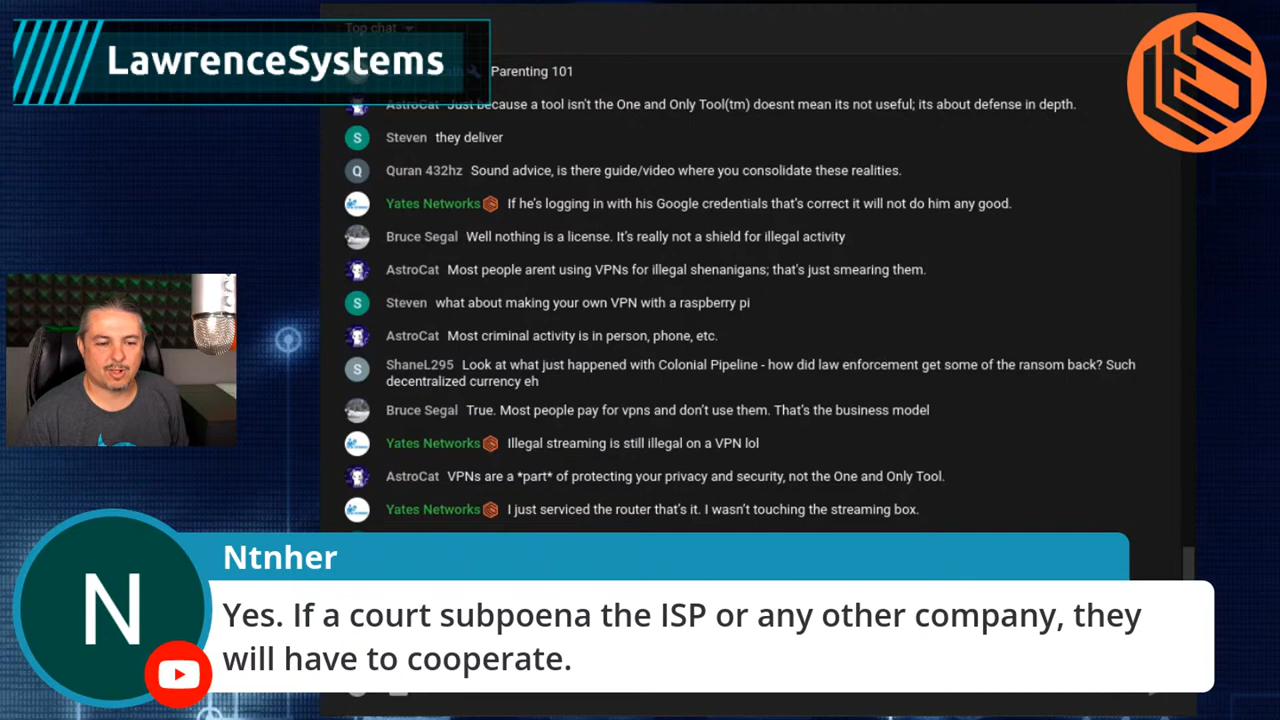 Top chat
LawrenceSystems
Parenting 101
AstroCat Just because a tool isn't the One and Only Tool(tm) doesnt mean its not useful; its about defense in depth.
S Steven they deliver
Q Quran 432hz Sound advice, is there guide/video where you consolidate these realities.
Yates Networks If he's logging in with his Google credentials that's correct it will not do him any good.
Bruce Segal Well nothing is a license. It's really not a shield for illegal activity
AstroCat Most people arent using VPNs for illegal shenanigans; that's just smearing them.
S Steven what about making your own VPN with a raspberry pi
AstroCat Most criminal activity is in person, phone, etc.
S ShaneL295 Look at what just happened with Colonial Pipeline - how did law enforcement get some of the ransom back? Such
decentralized currency eh
Bruce Segal True. Most people pay for vpns and don't use them. That's the business model
Yates Networks Illegal streaming is still illegal on a VPN lol
AstroCat VPNs are a *part* of protecting your privacy and security, not the One and Only Tool.
Yates Networks I just serviced the router that's it. I wasn't touching the streaming box.
N
Ntnher
Yes. If a court subpoena the ISP or any other company, they
will have to cooperate.